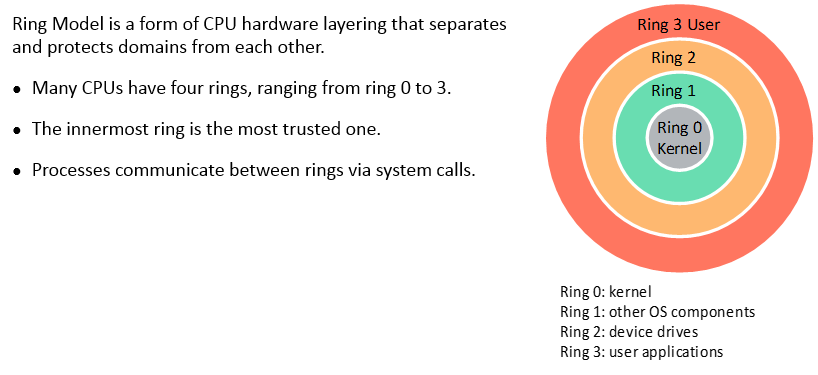 Ring Model is a form of CPU hardware layering that separates
and protects domains from each other.
• Many CPUs have four rings, ranging from ring 0 to 3.
• The innermost ring is the most trusted one.
• Processes communicate between rings via system calls.
Ring 3 User
Ring 2
Ring 1
Ring 0
Kernel
Ring 0: kernel
Ring 1: other OS components
Ring 2: device drives
Ring 3: user applications